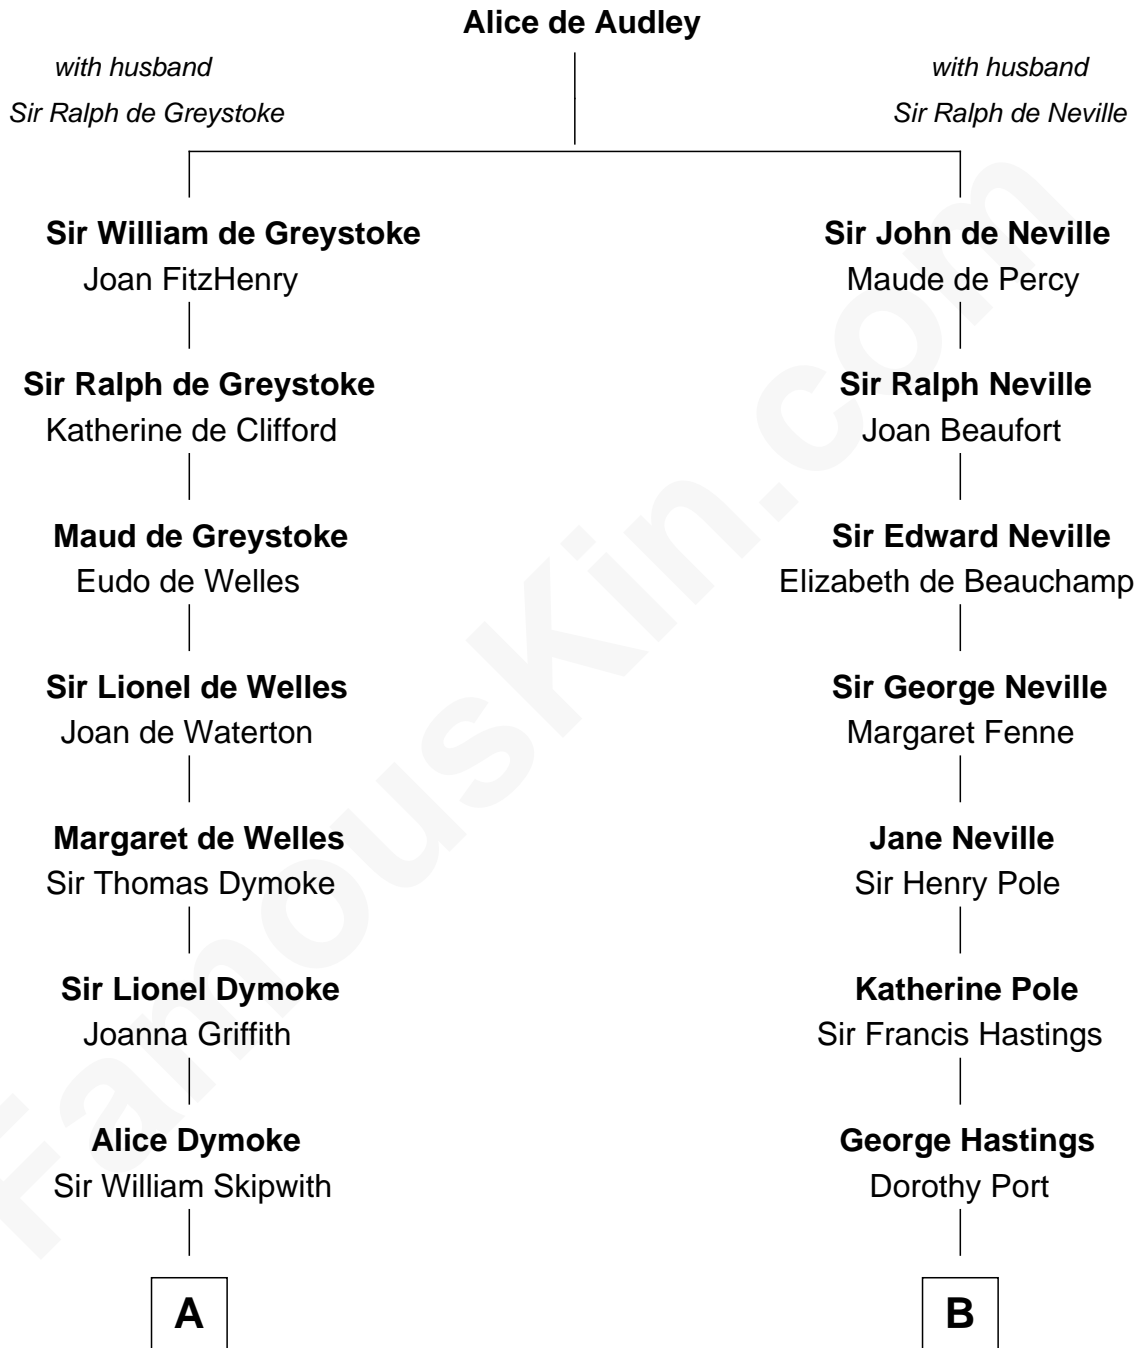 Alice de Audley
with husband
Sir Ralph de Greystoke
with husband
Sir Ralph de Neville
Sir William de Greystoke
Joan FitzHenry
Sir John de Neville
Maude de Percy
Sir Ralph de Greystoke
Katherine de Clifford
Sir Ralph Neville
Joan Beaufort
Maud de Greystoke
Eudo de Welles
Sir Edward Neville
Elizabeth de Beauchamp
Sir Lionel de Welles
Joan de Waterton
Sir George Neville
Margaret Fenne
Margaret de Welles
Sir Thomas Dymoke
Jane Neville
Sir Henry Pole
Sir Lionel Dymoke
Joanna Griffith
Katherine Pole
Sir Francis Hastings
Alice Dymoke
Sir William Skipwith
George Hastings
Dorothy Port
A
B
FamousKin.com